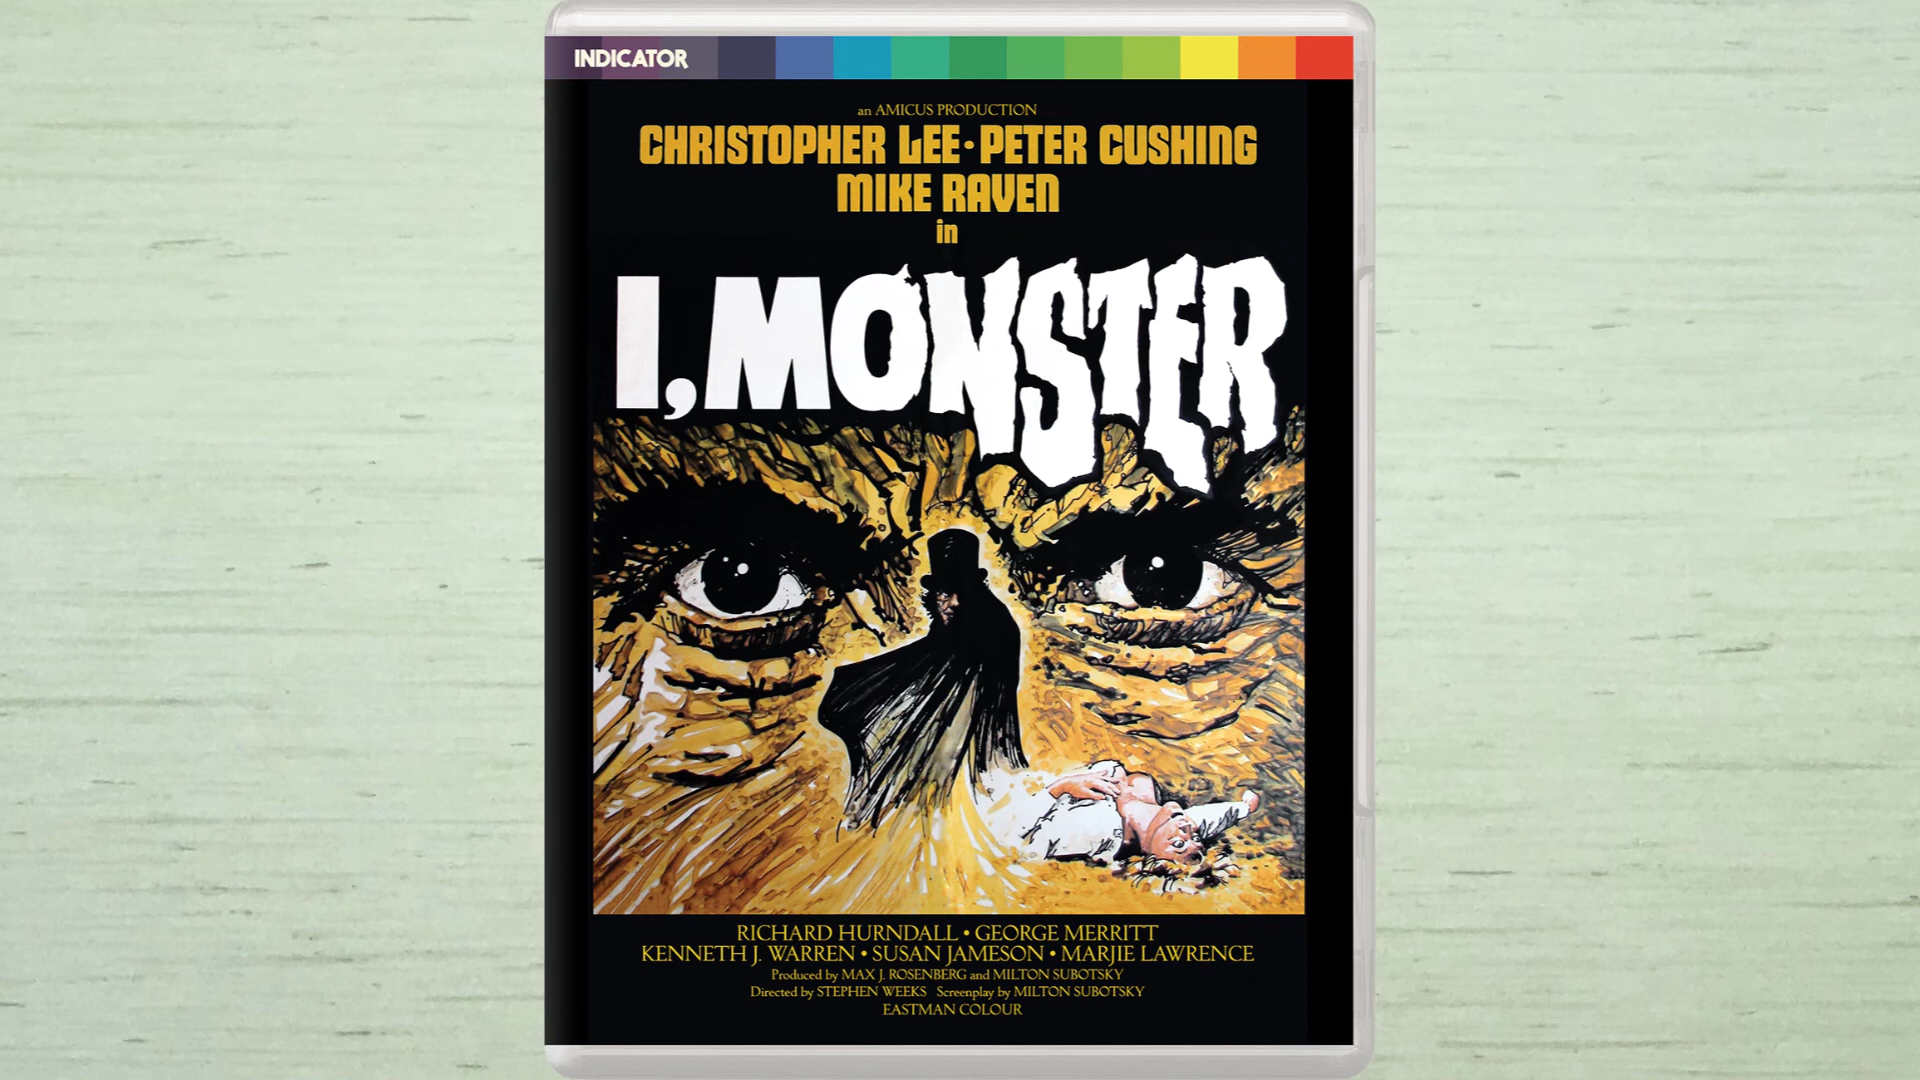 INDICATOR
an AMICUS PRODUCTION
CHRISTOPHER LEE • PETER CUSHING
MIKE RAVEN
in
I, MONSTER
RICHARD HURNDALL • GEORGE MERRITT
KENNETH J. WARREN • SUSAN JAMESON • MARJIE LAWRENCE
Produced by MAX J. ROSENBERG and MILTON SUBOTSKY
Directed by STEPHEN WEEKS Screenplay by MILTON SUBOTSKY
EASTMAN COLOUR